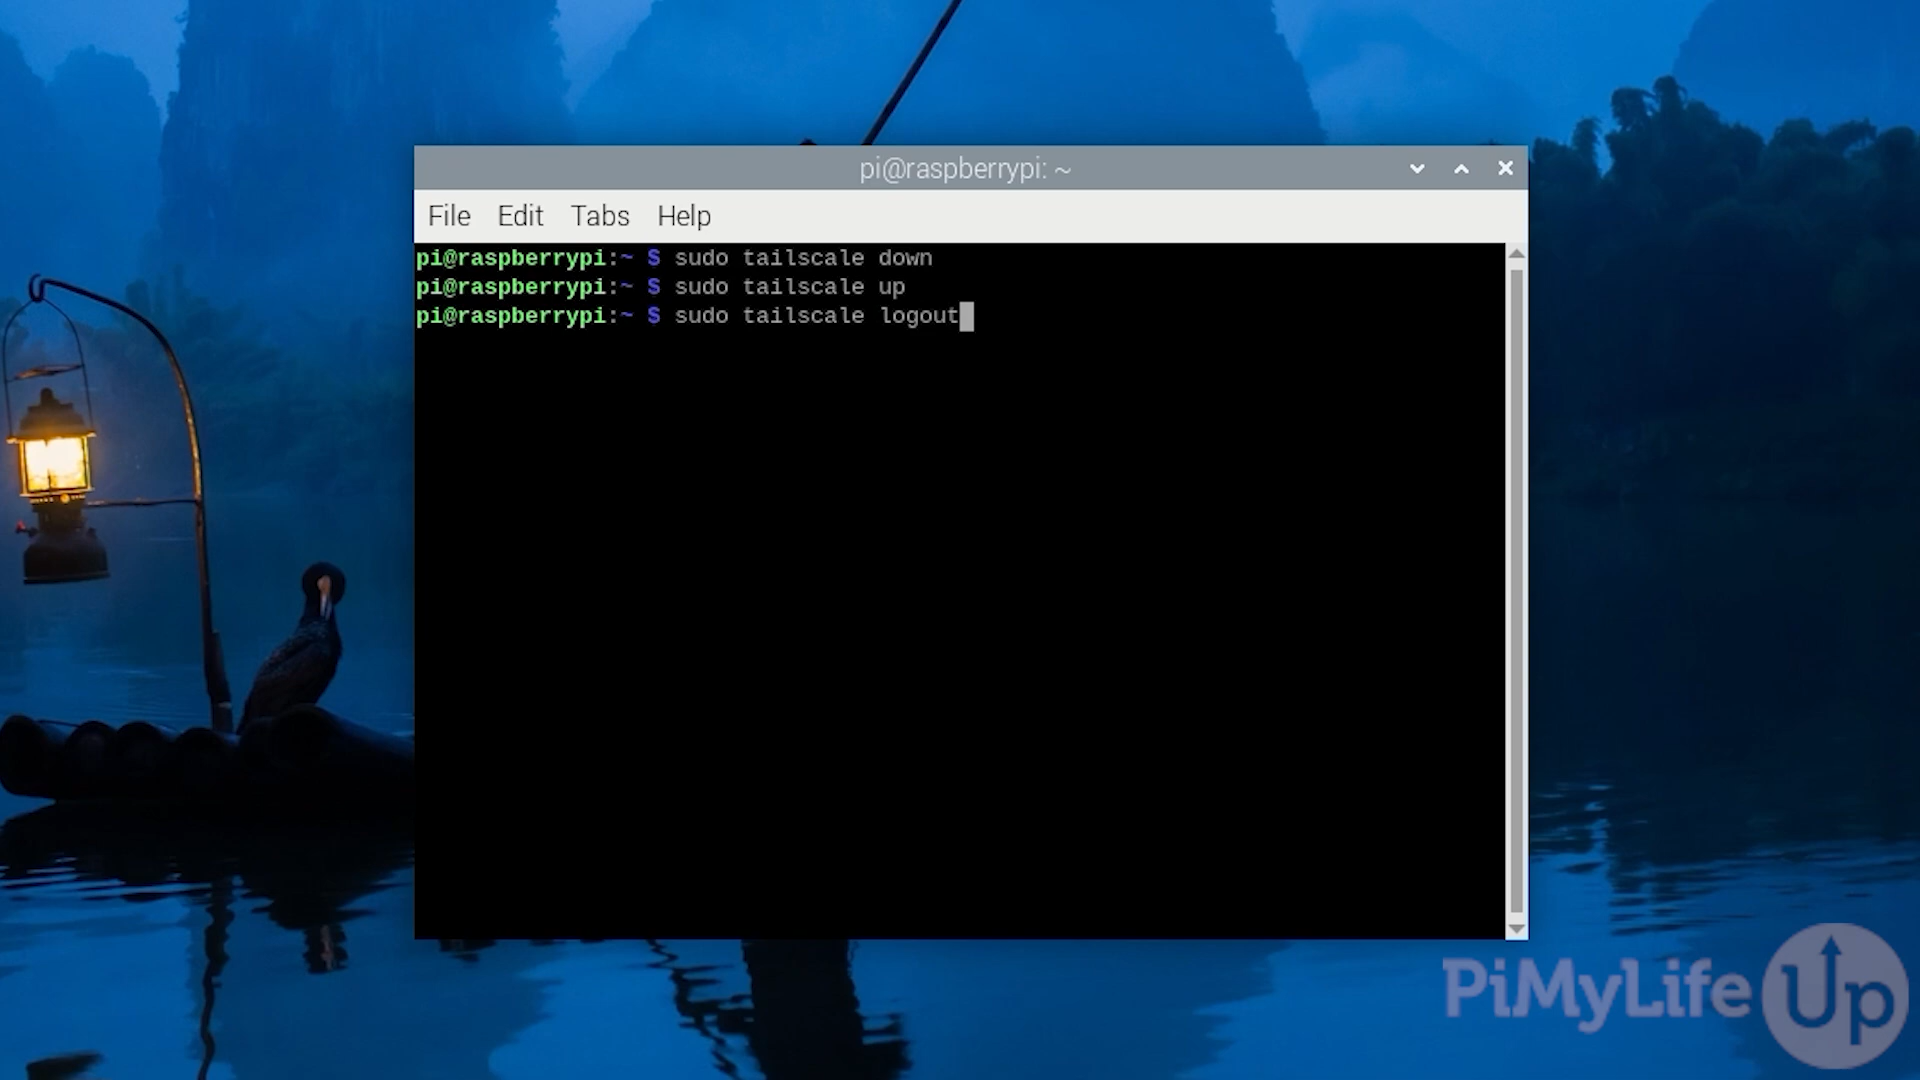 pi@raspberrypi: ~
File Edit Tabs Help
pi@raspberrypi:~ $ sudo tailscale down
pi@raspberrypi:~ $ sudo tailscale up
pi@raspberrypi:~ $ sudo tailscale logout
PiMyLifeUp